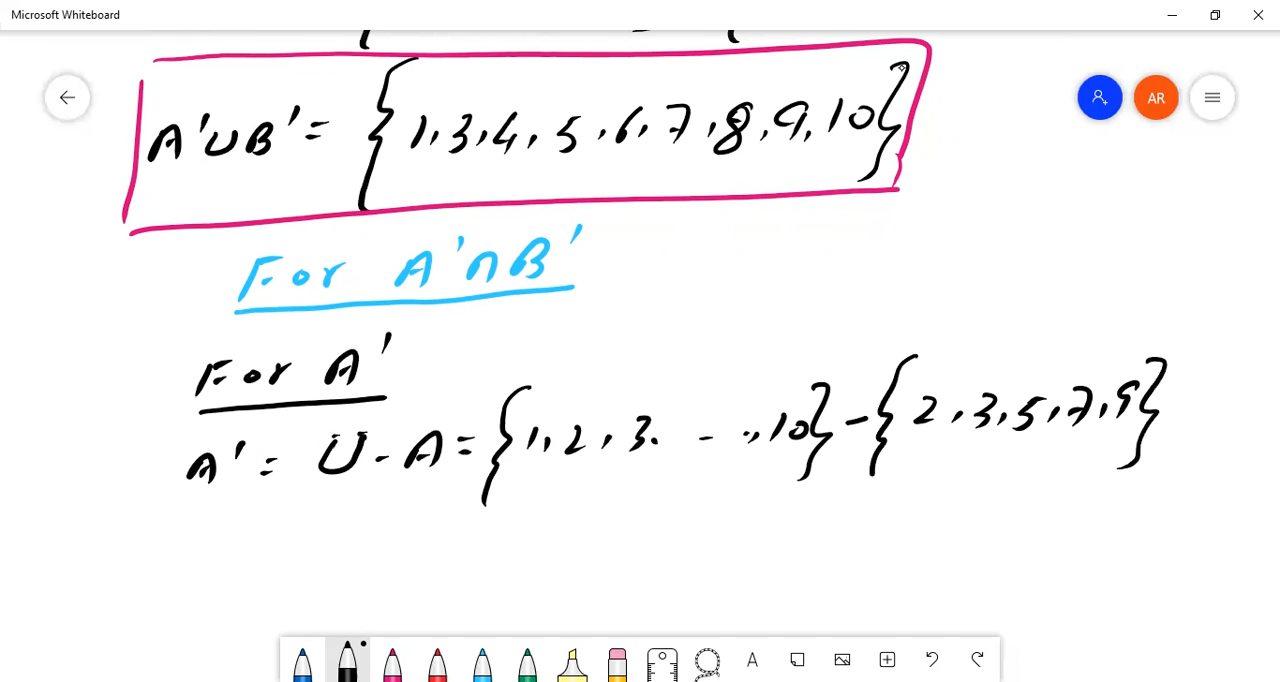 Microsoft Whiteboard
AR
A'∪B' = {1,3,4,5,6,7,8,9,10}
For A'∩B'
For A'
A' = U - A = {1,2,3. - .,10} - {2,3,5,7,9}
A